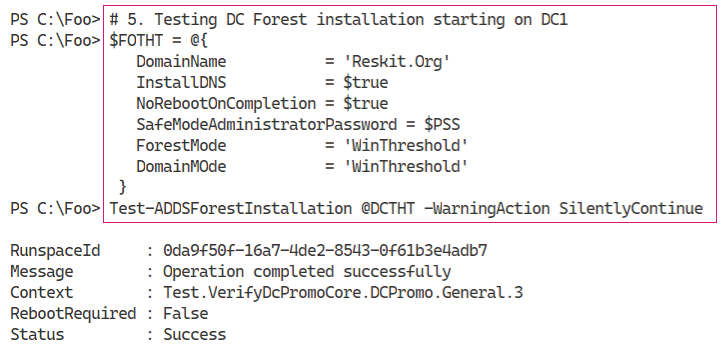 PS C:\Foo> # 5. Testing DC Forest installation starting on DC1
PS C:\Foo> $FOTHT = @{
DomainName = 'Reskit.Org'
InstallDNS = $true
NoRebootOnCompletion = $true
SafeModeAdministratorPassword = $PSS
ForestMode = 'WinThreshold'
DomainMOde = 'WinThreshold'
}
PS C:\Foo> Test-ADDSForestInstallation @DCTHT -WarningAction SilentlyContinue
RunspaceId : 0da9f50f-16a7-4de2-8543-0f61b3e4adb7
Message : Operation completed successfully
Context : Test.VerifyDcPromoCore.DCPromo.General.3
RebootRequired : False
Status : Success